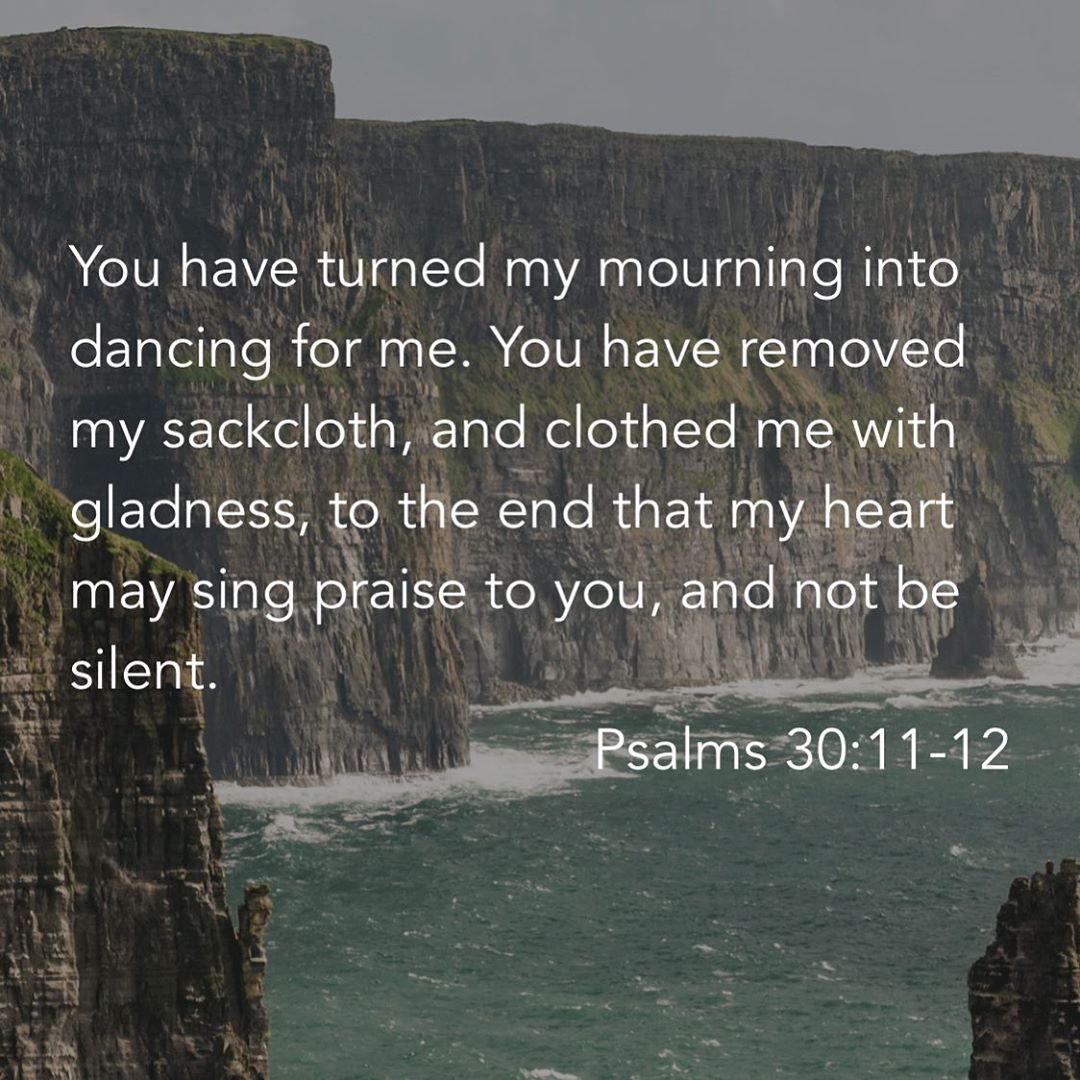 You have turned my mourning into
dancing for me. You have removed
my sackcloth, and clothed me with
gladness, to the end that my heart
may sing praise to you, and not be
silent.
Psalms 30:11-12